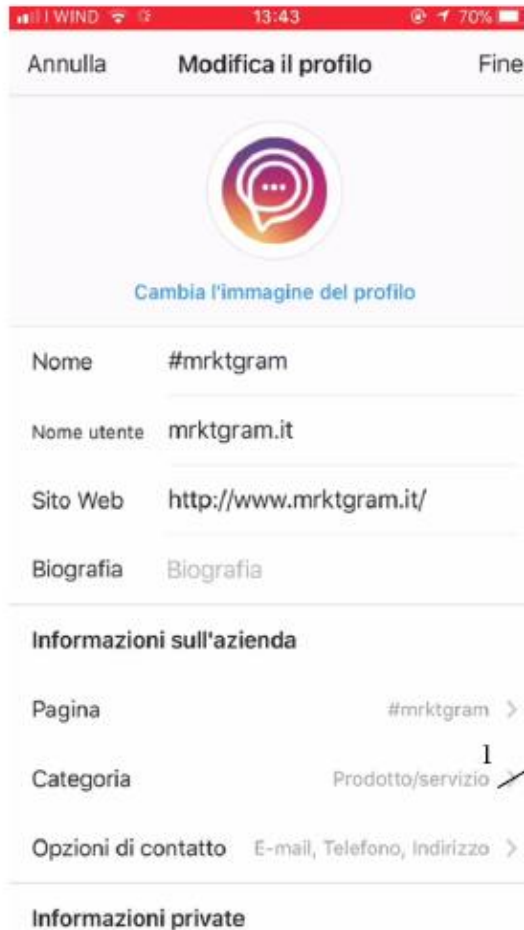 WIND 13:43 70%
Annulla Modifica il profilo Fine
Cambia l'immagine del profilo
Nome #mrktgram
Nome utente mrktgram.it
Sito Web http://www.mrktgram.it/
Biografia Biografia
Informazioni sull'azienda
Pagina #mrktgram
1
Categoria Prodotto/servizio
Opzioni di contatto E-mail, Telefono, Indirizzo
Informazioni private